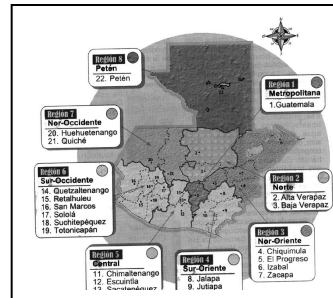 Región 8
Petén
22. Petén
Región 1
Metropolitana
1.Guatemala
Región 7
Nor-Occidente
20. Huehuetenango
21. Quiché
Región 6
Sur-Occidente
14. Quetzaltenango
15. Retalhuleu
16. San Marcos
17. Sololá
18. Suchitepéquez
19. Totonicapán
Región 2
Norte
2. Alta Verapaz
3. Baja Verapaz
Región 3
Nor-Oriente
4. Chiquimula
5. El Progreso
6. Izabal
7. Zacapa
Región 5
Central
11. Chimaltenango
12. Escuintla
13. Sacatepéquez
Región 4
Sur-Oriente
8. Jalapa
9. Jutiapa